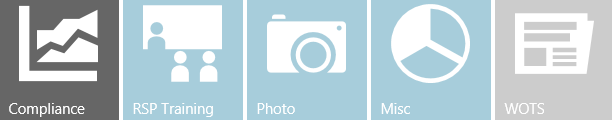 Compliance
RSP Training
Photo
Misc
WOTS